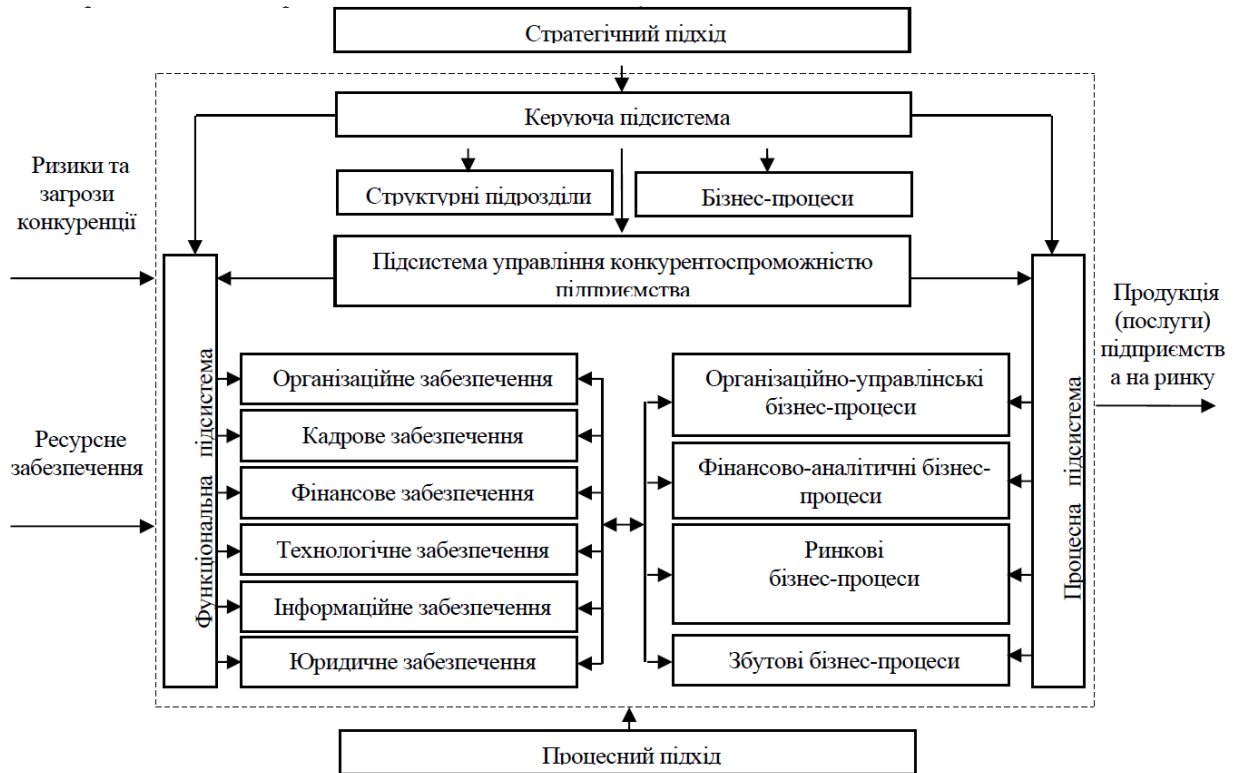 Стратегічний підхід
Керуюча підсистема
Структурні підрозділи
Бізнес-процеси
Ризики та
загрози
конкуренції
Підсистема управління конкурентоспроможністю
підприємства
Ресурсне
забезпечення
Функціональна підсистема
Організаційне забезпечення
Кадрове забезпечення
Фінансове забезпечення
Технологічне забезпечення
Інформаційне забезпечення
Юридичне забезпечення
Організаційно-управлінські
бізнес-процеси
Фінансово-аналітичні бізнес-
процеси
Ринкові
бізнес-процеси
Збутові бізнес-процеси
Процесна підсистема
Продукція
(послуги)
підприємств
а на ринку
Процесний підхід